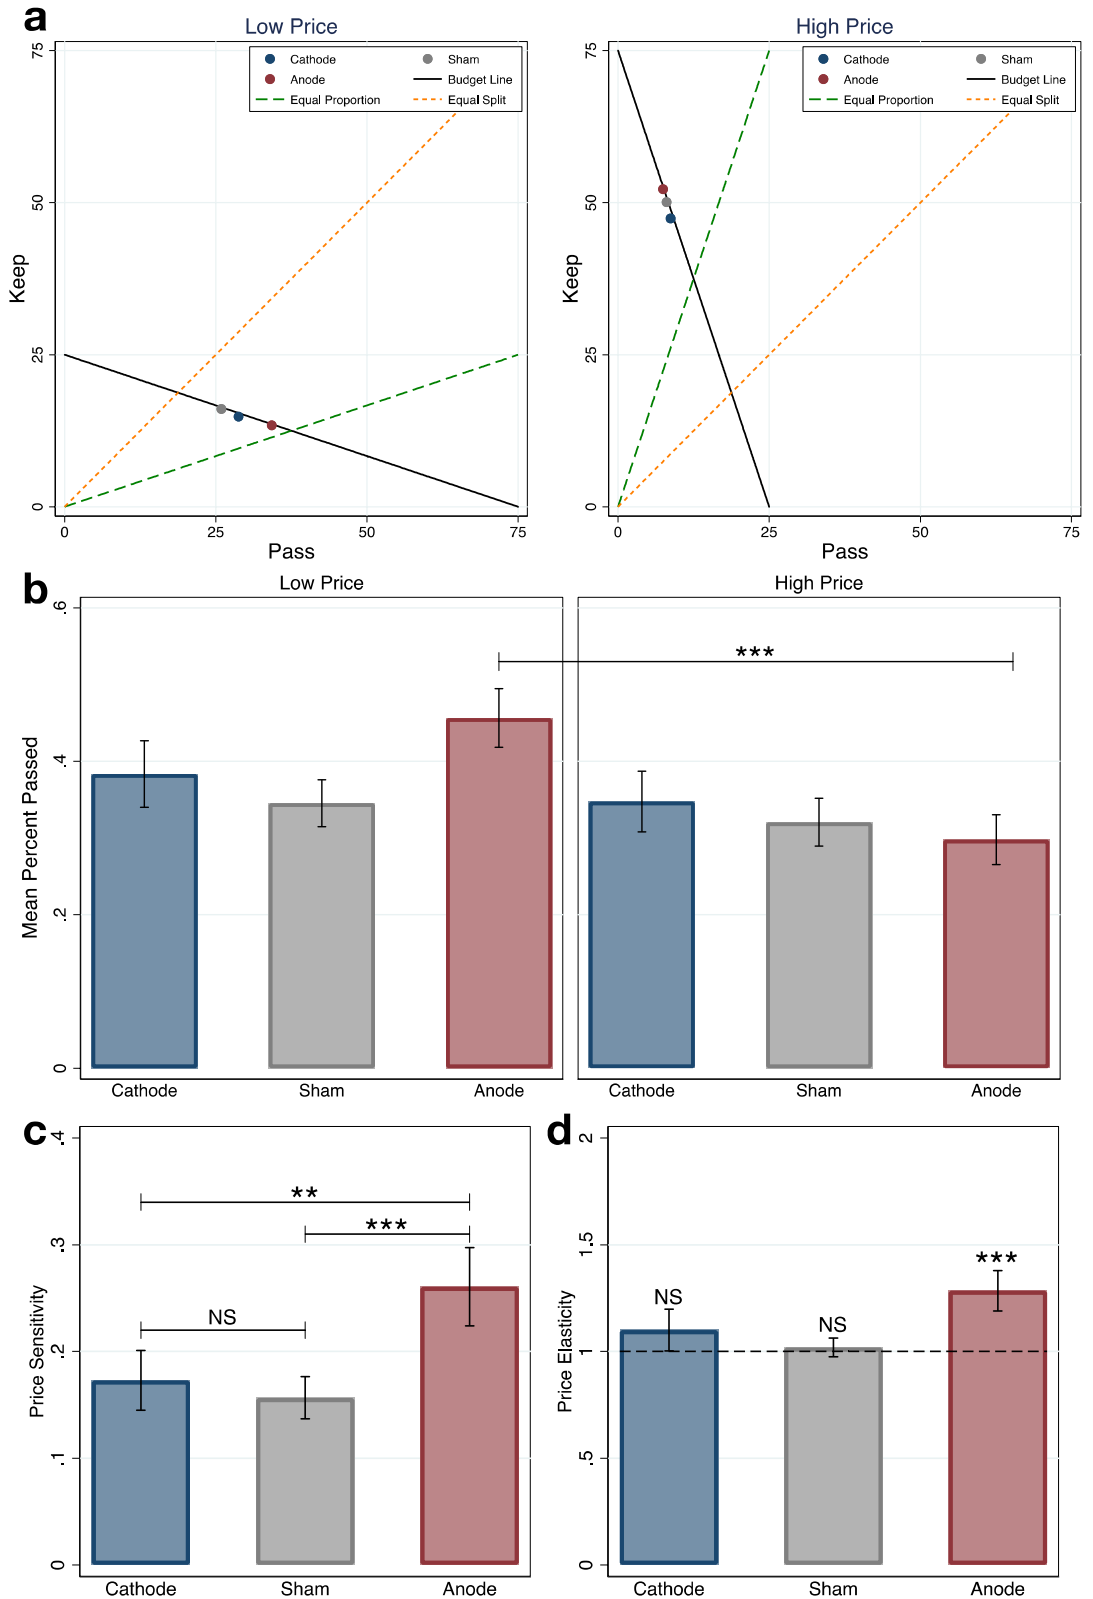 a
Low Price
High Price
Cathode
Sham
Anode
Budget Line
Equal Proportion
Equal Split
Cathode
Sham
Anode
Budget Line
Equal Proportion
Equal Split
Keep
75
50
25
0
0
25
50
75
Pass
Keep
75
50
25
0
0
25
50
75
Pass
b
Low Price
High Price
Mean Percent Passed
.6
.4
.2
0
***
Cathode
Sham
Anode
Cathode
Sham
Anode
c
Price Sensitivity
.4
.3
.2
.1
0
**
***
NS
Cathode
Sham
Anode
d
Price Elasticity
2
1.5
1
.5
0
NS
NS
***
Cathode
Sham
Anode